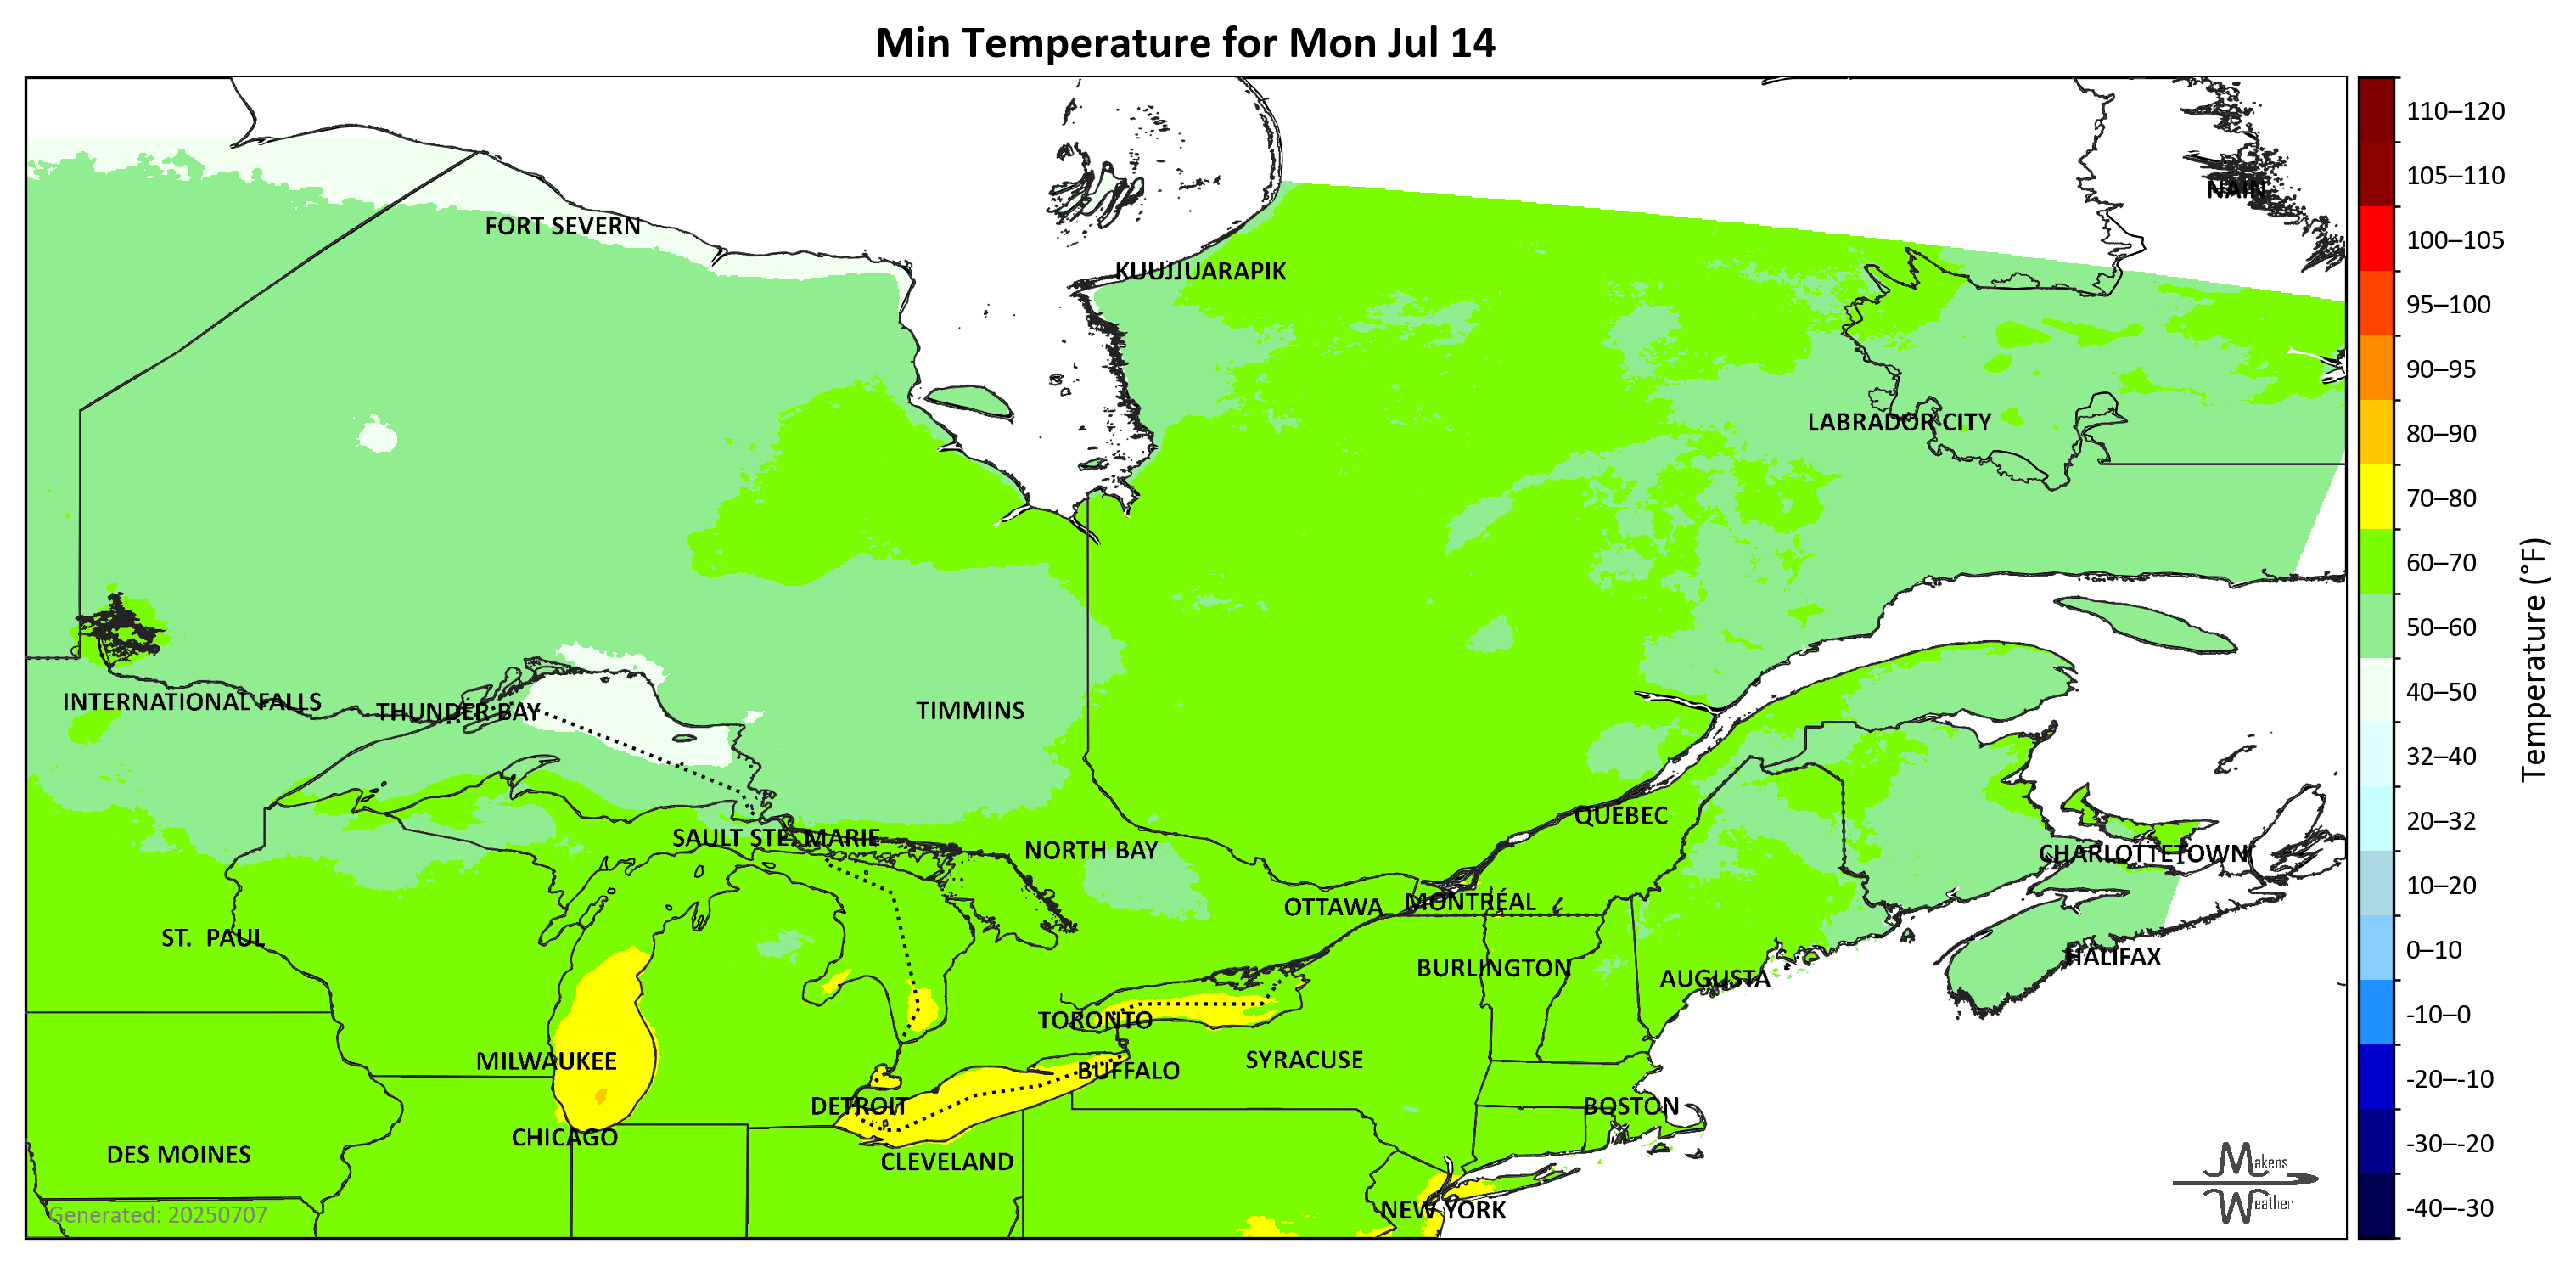 Min Temperature for Mon Jul 14
NAIN
FORT SEVERN
KUUJJUARAPIK
LABRADOR CITY
INTERNATIONAL FALLS
THUNDER BAY
TIMMINS
QUÉBEC
SAULT STE. MARIE
NORTH BAY
CHARLOTTETOWN
OTTAWA
MONTRÉAL
ST.  PAUL
HALIFAX
BURLINGTON
AUGUSTA
TORONTO
MILWAUKEE
SYRACUSE
BUFFALO
DETROIT
BOSTON
CHICAGO
DES MOINES
CLEVELAND
NEW YORK
Generated: 20250707
Makens
Weather
110–120
105–110
100–105
95–100
90–95
80–90
70–80
60–70
50–60
40–50
32–40
20–32
10–20
0–10
-10–0
-20–-10
-30–-20
-40–-30
Temperature (°F)